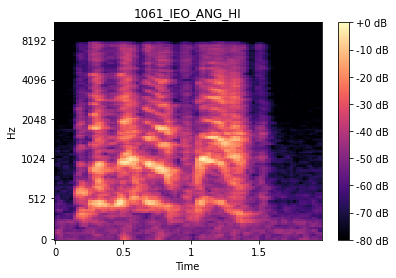 1061_IEO_ANG_HI
+0 dB
8192
-10 dB
4096
-20 dB
-30 dB
2048
-40 dB
Hz
1024
-50 dB
512
-60 dB
-70 dB
0
-80 dB
0
0.5
1
1.5
Time